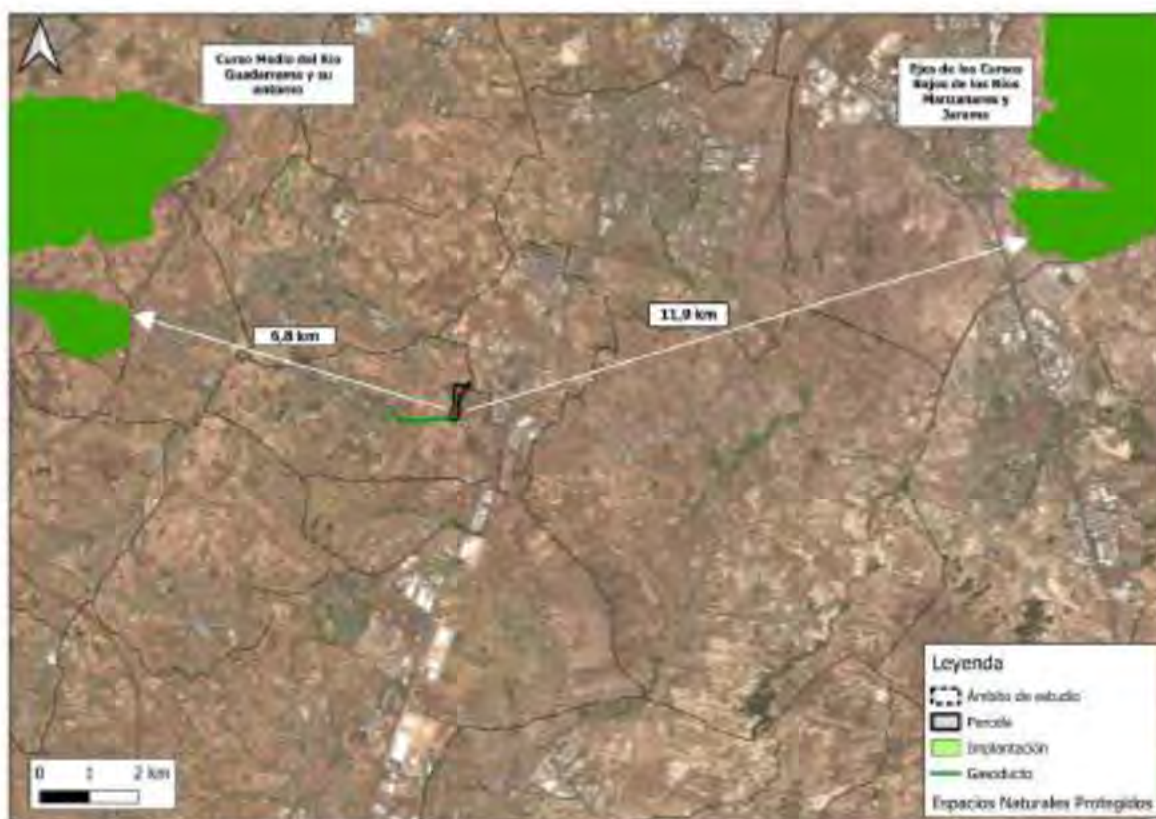 Curso Medio del Río
Guadarrama y su
entorno
Ejes de los Cursos
Bajos de los Ríos
Manzanares y
Jarama
6,8 km
11,9 km
Leyenda
Ámbito de estudio
Parcela
Implantación
Gasoducto
Espacios Naturales Protegidos
0 1 2 km